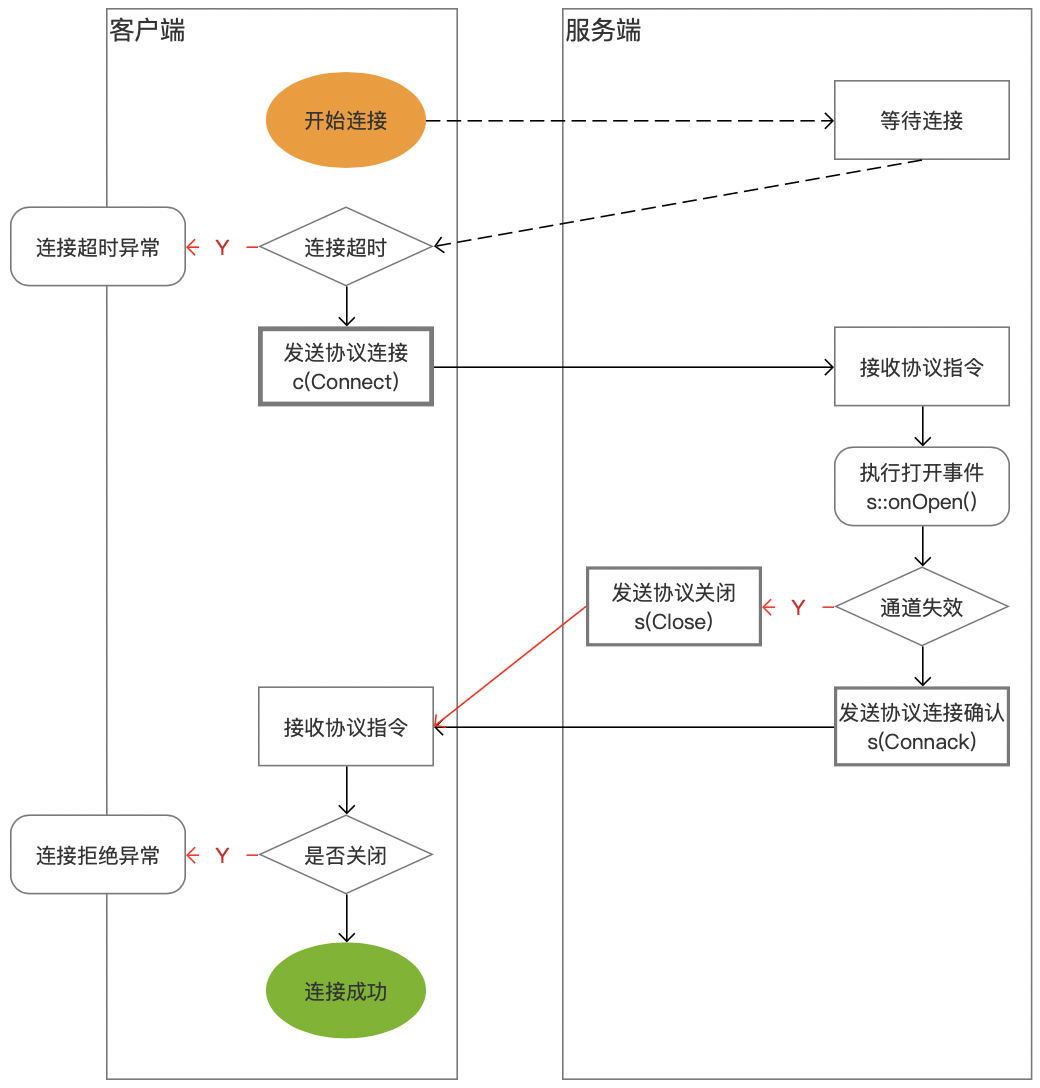 客户端
服务端
开始连接
等待连接
连接超时异常
Y
连接超时
发送协议连接
c(Connect)
接收协议指令
执行打开事件
s::onOpen()
发送协议关闭
s(Close)
Y
通道失效
接收协议指令
发送协议连接确认
s(Connack)
连接拒绝异常
Y
是否关闭
连接成功